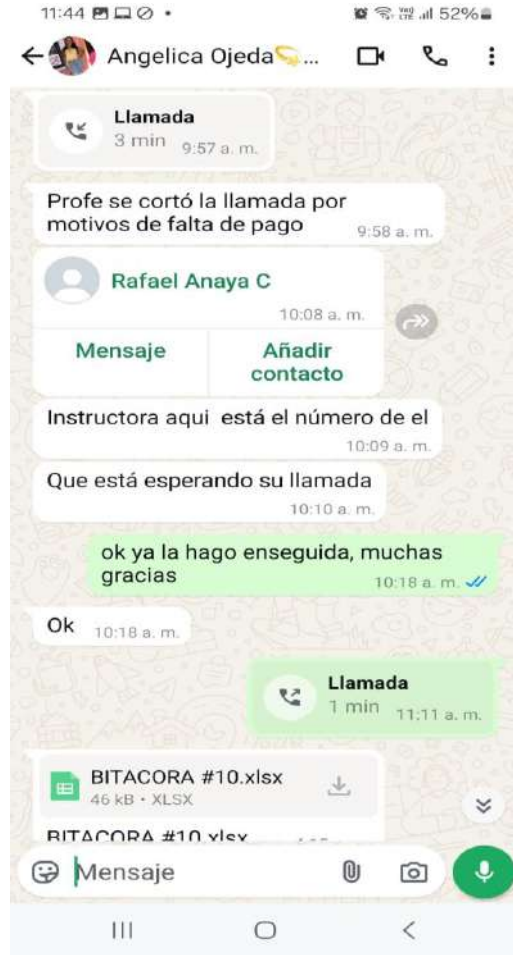 11:44 52%
Angelica Ojeda💫...
Llamada
3 min 9:57 a. m.
Profe se cortó la llamada por
motivos de falta de pago 9:58 a. m.
Rafael Anaya C
10:08 a. m.
Mensaje Añadir
contacto
Instructora aqui está el número de el
10:09 a. m.
Que está esperando su llamada
10:10 a. m.
ok ya la hago enseguida, muchas
gracias 10:18 a. m.
Ok 10:18 a. m.
Llamada
1 min 11:11 a. m.
BITACORA #10.xlsx
46 kB • XLSX
BITACORA #10.xlsx
Mensaje